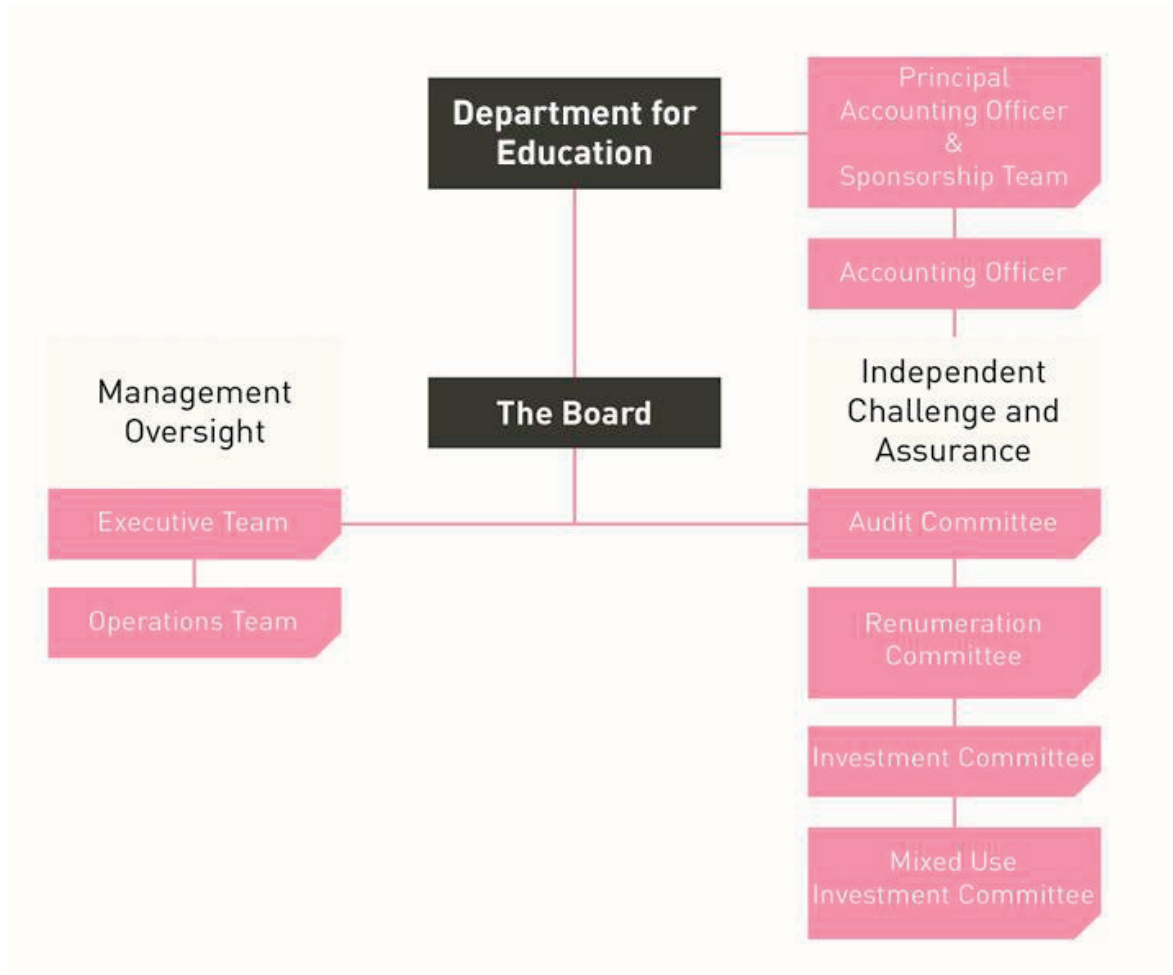 Department for
Education
Principal
Accounting Officer
&
Sponsorship Team
Accounting Officer
Management
Oversight
The Board
Independent
Challenge and
Assurance
Executive Team
Audit Committee
Operations Team
Renumeration
Committee
Investment Committee
Mixed Use
Investment Committee